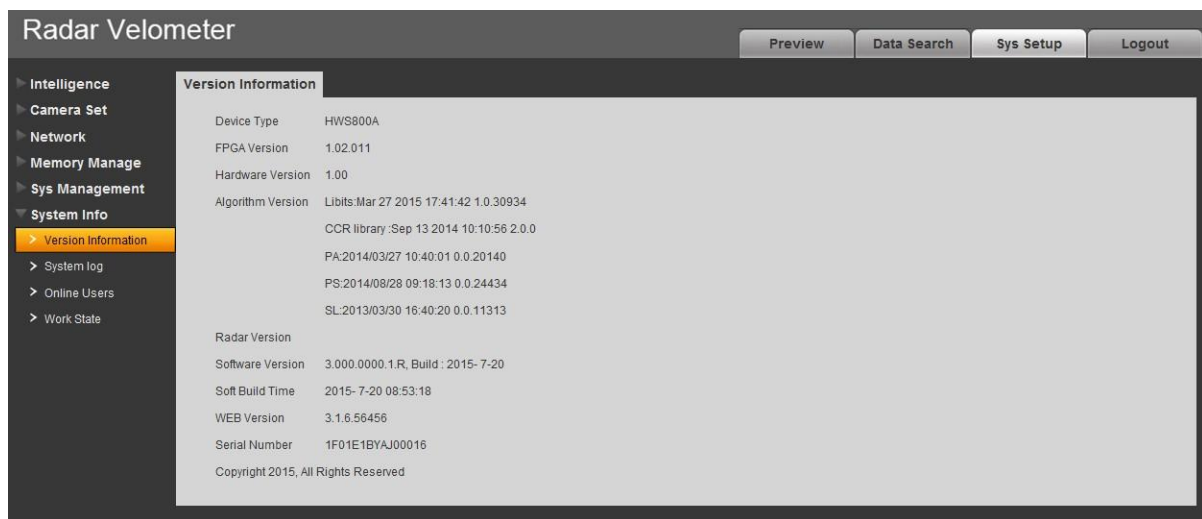 Radar Velometer
Preview Data Search Sys Setup Logout
Intelligence
Camera Set
Network
Memory Manage
Sys Management
System Info
> Version Information
> System log
> Online Users
> Work State
Version Information
Device Type HWS800A
FPGA Version 1.02.011
Hardware Version 1.00
Algorithm Version Libits:Mar 27 2015 17:41:42 1.0.30934
CCR library :Sep 13 2014 10:10:56 2.0.0
PA:2014/03/27 10:40:01 0.0.20140
PS:2014/08/28 09:18:13 0.0.24434
SL:2013/03/30 16:40:20 0.0.11313
Radar Version
Software Version 3.000.0000.1.R, Build : 2015- 7-20
Soft Build Time 2015- 7-20 08:53:18
WEB Version 3.1.6.56456
Serial Number 1F01E1BYAJ00016
Copyright 2015, All Rights Reserved